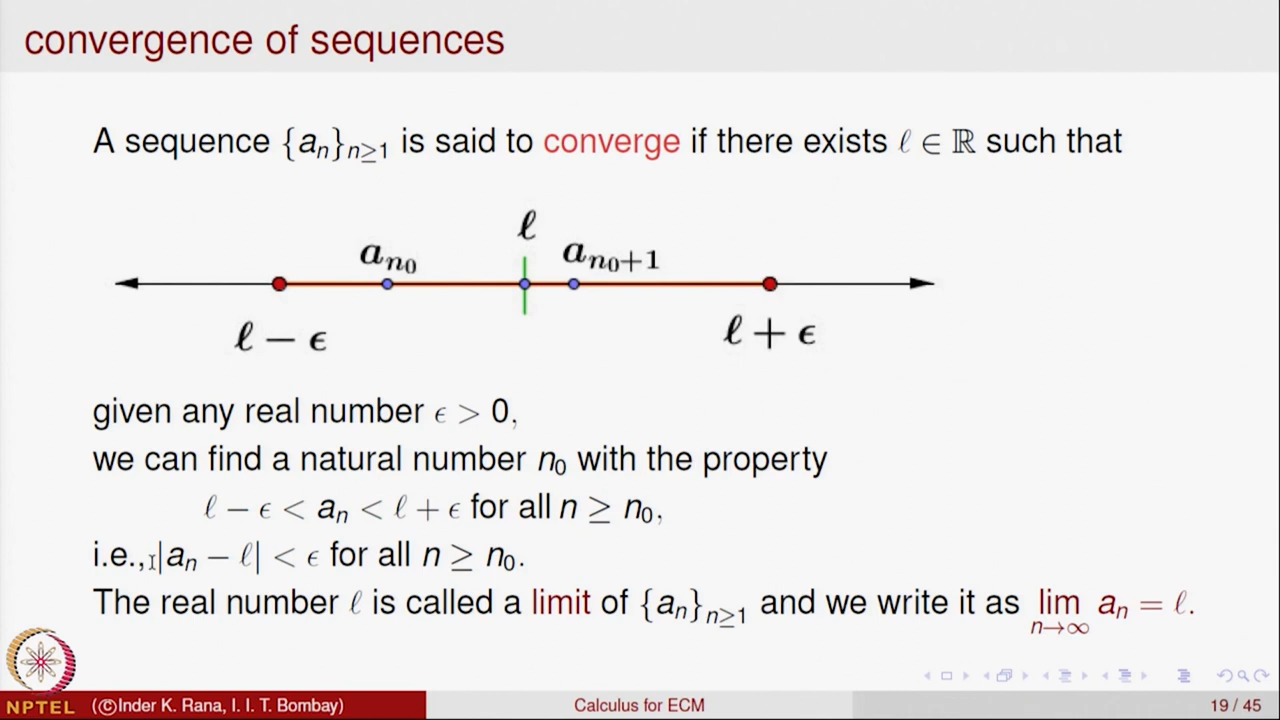 convergence of sequences
A sequence {aₙ}ₙ≥₁ is said to converge if there exists ℓ ∈ ℝ such that
ℓ
aₙ₀ aₙ₀₊₁
ℓ − ϵ ℓ + ϵ
given any real number ϵ > 0,
we can find a natural number n₀ with the property
ℓ − ϵ < aₙ < ℓ + ϵ for all n ≥ n₀,
i.e., |aₙ − ℓ| < ϵ for all n ≥ n₀.
The real number ℓ is called a limit of {aₙ}ₙ≥₁ and we write it as lim aₙ = ℓ.
n→∞
NPTEL (©Inder K. Rana, I. I. T. Bombay) Calculus for ECM 19 / 45